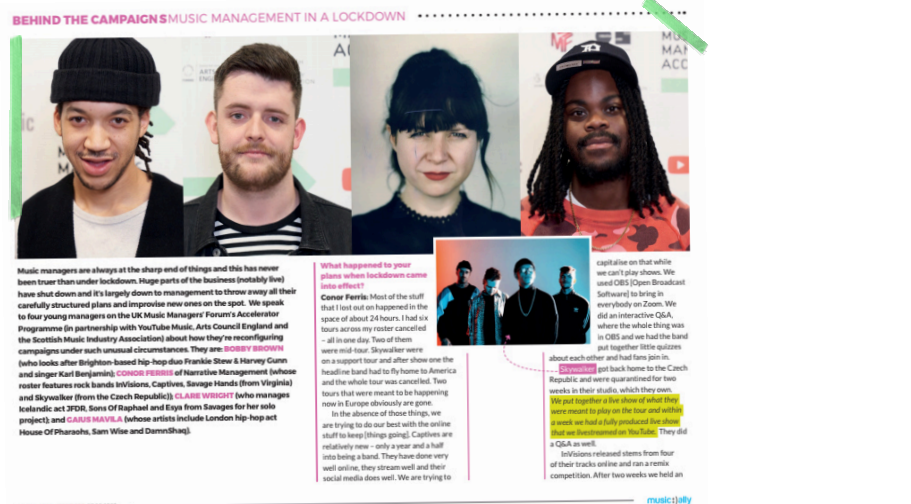 BEHIND THE CAMPAIGNS MUSIC MANAGEMENT IN A LOCKDOWN
Music managers are always at the sharp end of things and this has never
been truer than under lockdown. Huge parts of the business (notably live)
have shut down and it's largely down to management to throw away all their
carefully structured plans and improvise new ones on the spot. We speak
to four young managers on the UK Music Managers' Forum's Accelerator
Programme (in partnership with YouTube Music, Arts Council England and
the Scottish Music Industry Association) about how they're reconfiguring
campaigns under such unusual circumstances. They are: BOBBY BROWN
(who looks after Brighton-based hip-hop duo Frankie Stew & Harvey Gunn
and singer Karl Benjamin); CONOR FERRIS of Narrative Management (whose
roster features rock bands InVisions, Captives, Savage Hands (from Virginia)
and Skywalker (from the Czech Republic)); CLARE WRIGHT (who manages
Icelandic act JFDR, Sons Of Raphael and Esya from Savages for her solo
project); and GAIUS MAVILA (whose artists include London hip-hop act
House Of Pharaohs, Sam Wise and DamnShaq).
What happened to your
plans when lockdown came
into effect?
Conor Ferris: Most of the stuff
that I lost out on happened in the
space of about 24 hours. I had six
tours across my roster cancelled
– all in one day. Two of them
were mid-tour. Skywalker were
on a support tour and after show one the
headline band had to fly home to America
and the whole tour was cancelled. Two
tours that were meant to be happening
now in Europe obviously are gone.
In the absence of those things, we
are trying to do our best with the online
stuff to keep [things going]. Captives are
relatively new – only a year and a half
into being a band. They have done very
well online, they stream well and their
social media does well. We are trying to
capitalise on that while
we can't play shows. We
used OBS [Open Broadcast
Software] to bring in
everybody on Zoom. We
did an interactive Q&A,
where the whole thing was
in OBS and we had the band
put together little quizzes
about each other and had fans join in.
Skywalker got back home to the Czech
Republic and were quarantined for two
weeks in their studio, which they own.
We put together a live show of what they
were meant to play on the tour and within
a week we had a fully produced live show
that we livestreamed on YouTube. They did
a Q&A as well.
InVisions released stems from four
of their tracks online and ran a remix
competition. After two weeks we held an
music:)ally